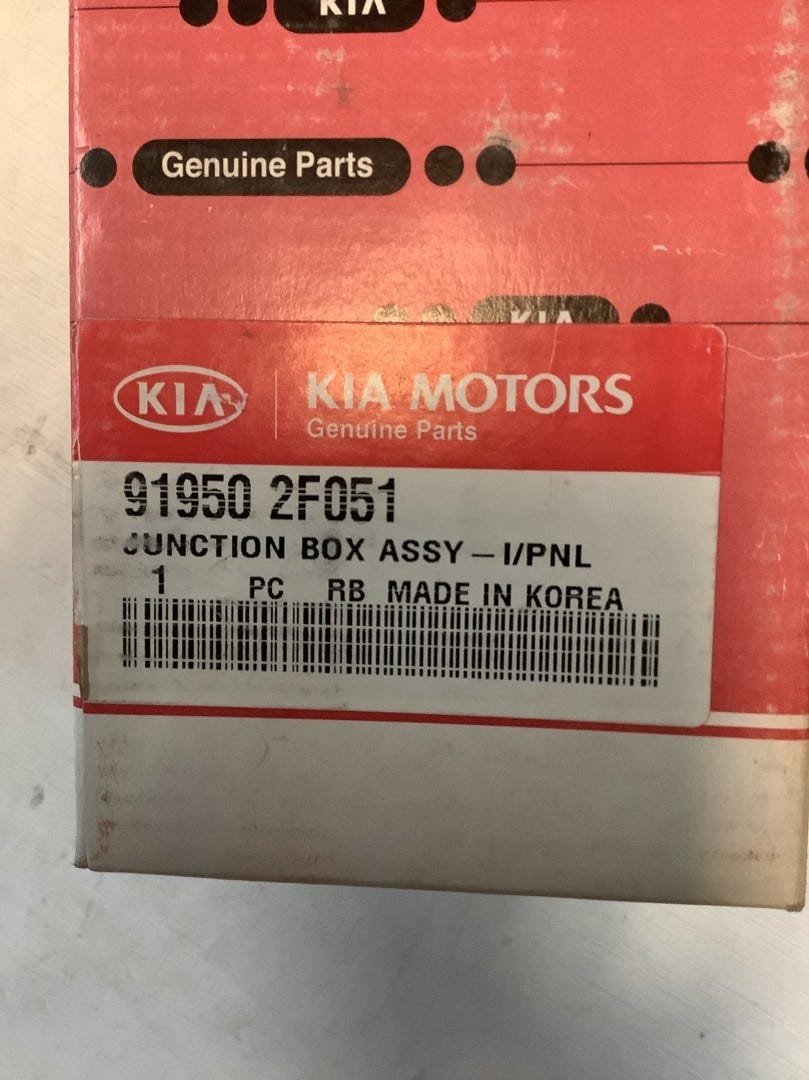 KIA
Genuine Parts
KIA
KIA | KIA MOTORS
Genuine Parts
91950 2F051
JUNCTION BOX ASSY – I/PNL
1 PC RB MADE IN KOREA